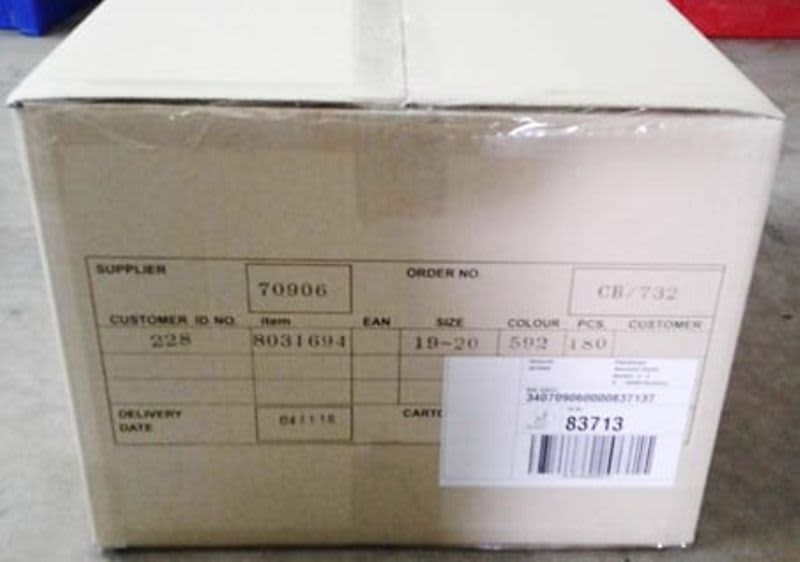 SUPPLIER 70906 ORDER NO. CB/732
CUSTOMER ID NO. Item EAN SIZE COLOUR PCS. CUSTOMER
228 8031694 19-20 592 180
340709060000837137
DELIVERY DATE 041116 CARTO
83713